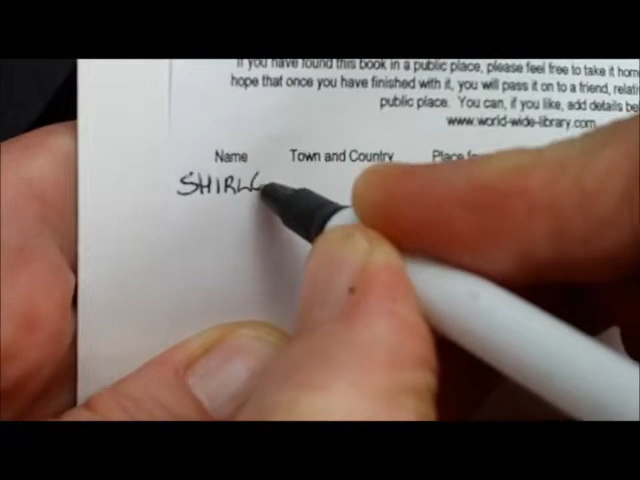 If you have found this book in a public place, please feel free to take it hom
hope that once you have finished with it, you will pass it on to a friend, relati
public place. You can, if you like, add details be
www.world-wide-library.com
Name Town and Country Place fo
SHIRL